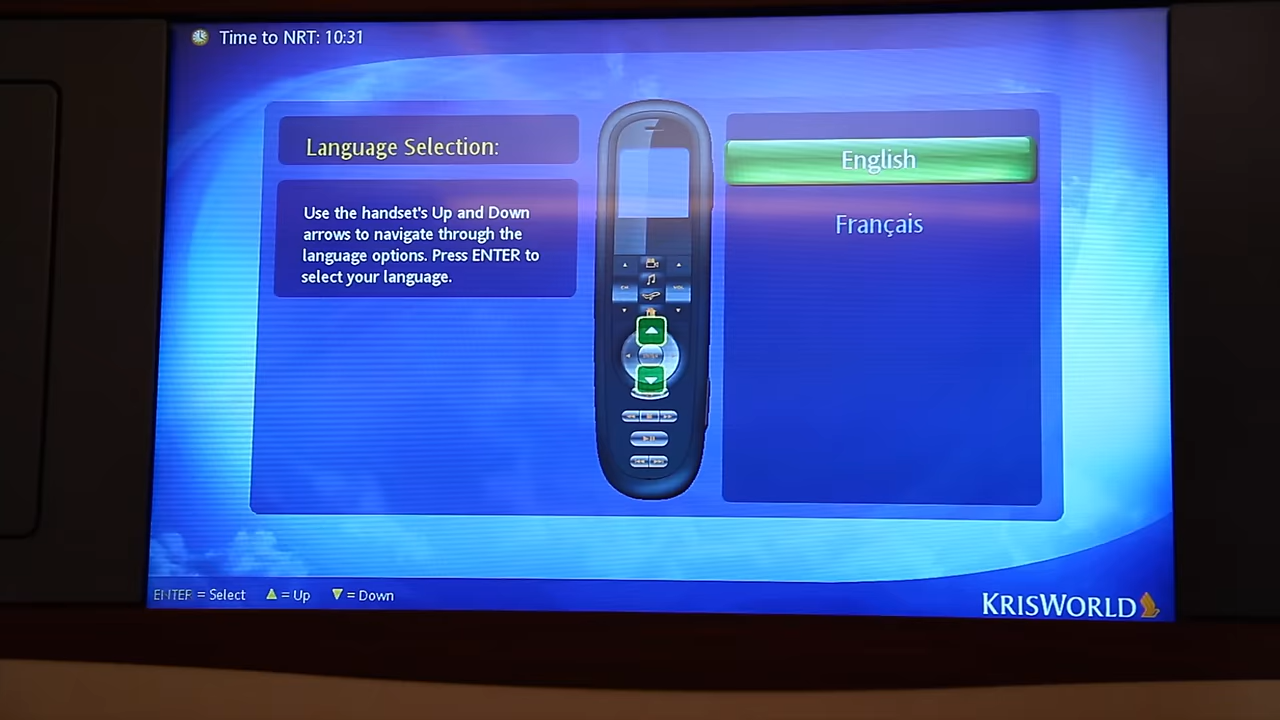 Time to NRT: 10:31
Language Selection:
Use the handset's Up and Down
arrows to navigate through the
language options. Press ENTER to
select your language.
English
Français
ENTER = Select ▲ = Up ▼ = Down
KRISWORLD